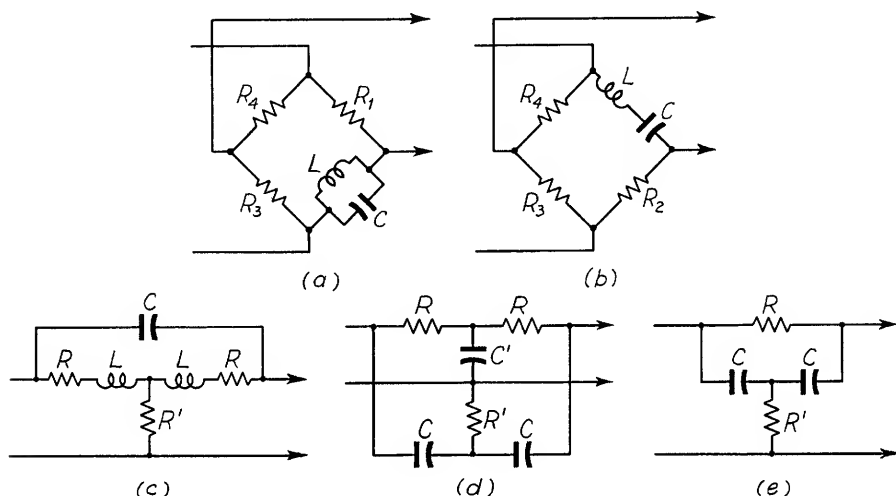 R4 R1
L
R3 C
(a)
L
R4 C
R3 R2
(b)
C
R L L R
R'
(c)
R R
C'
R'
C C
(d)
R
C C
R'
(e)